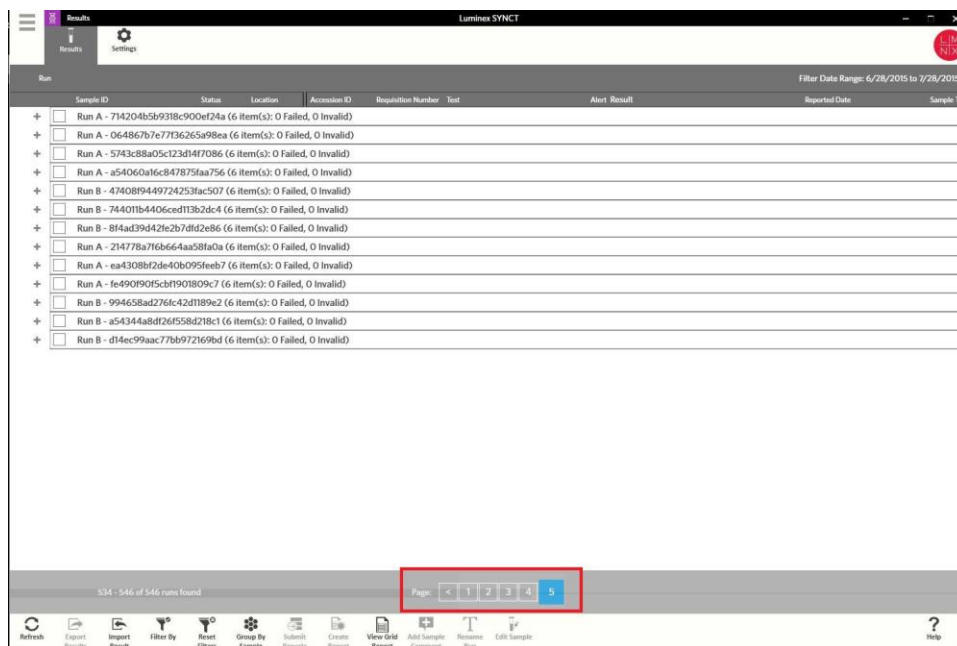 Results Luminex SYNCT
Results Settings
LUM
NIX
Run Filter Date Range: 6/28/2015 to 7/28/2015
Sample ID Status Location Accession ID Requisition Number Test Alert Result Reported Date Sample
+ Run A - 714204b5b9318c900ef24a (6 item(s): 0 Failed, 0 Invalid)
+ Run A - 064867b7e77f36265a98ea (6 item(s): 0 Failed, 0 Invalid)
+ Run A - 5743c88a05c123d14f7086 (6 item(s): 0 Failed, 0 Invalid)
+ Run A - a54060a16c847875faa756 (6 item(s): 0 Failed, 0 Invalid)
+ Run B - 47408f9449724253fac507 (6 item(s): 0 Failed, 0 Invalid)
+ Run B - 744011b4406ced113b2dc4 (6 item(s): 0 Failed, 0 Invalid)
+ Run B - 8f4ad39d42fe2b7dfd2e86 (6 item(s): 0 Failed, 0 Invalid)
+ Run A - 214778a7f6b664aa58fa0a (6 item(s): 0 Failed, 0 Invalid)
+ Run A - ea4308bf2de40b095feeb7 (6 item(s): 0 Failed, 0 Invalid)
+ Run A - fe490f90f5cbf1901809c7 (6 item(s): 0 Failed, 0 Invalid)
+ Run B - 994658ad276fc42d1189e2 (6 item(s): 0 Failed, 0 Invalid)
+ Run B - a54344a8df26f558d218c1 (6 item(s): 0 Failed, 0 Invalid)
+ Run B - d14ec99aac77bb972169bd (6 item(s): 0 Failed, 0 Invalid)
534 - 546 of 546 runs found Page: < 1 2 3 4 5
Refresh Export Import Filter By Reset Group By Submit Create View Grid Add Sample Rename Edit Sample Help
Results Result Filters Sample Reports Report Report Comment Run